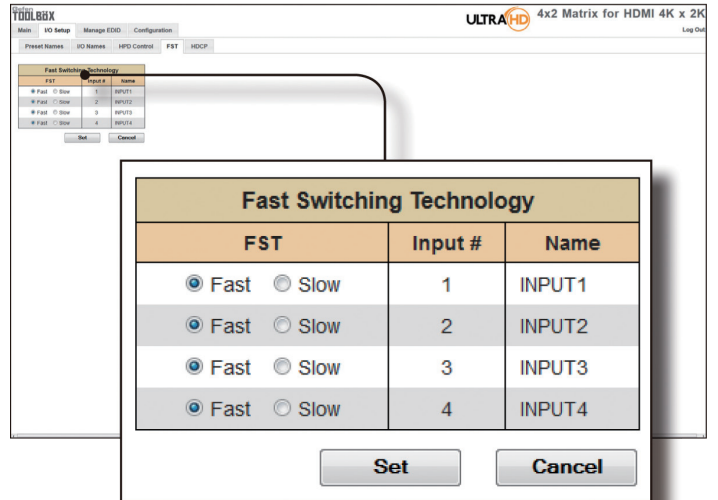 Gefen
TOOLBOX
ULTRA HD 4x2 Matrix for HDMI 4K x 2K
Log Out
Main I/O Setup Manage EDID Configuration
Preset Names I/O Names HPD Control FST HDCP
Fast Switching Technology
FST Input # Name
Fast Slow 1 INPUT1
Fast Slow 2 INPUT2
Fast Slow 3 INPUT3
Fast Slow 4 INPUT4
Set Cancel
Fast Switching Technology
FST Input # Name
Fast Slow 1 INPUT1
Fast Slow 2 INPUT2
Fast Slow 3 INPUT3
Fast Slow 4 INPUT4
Set Cancel